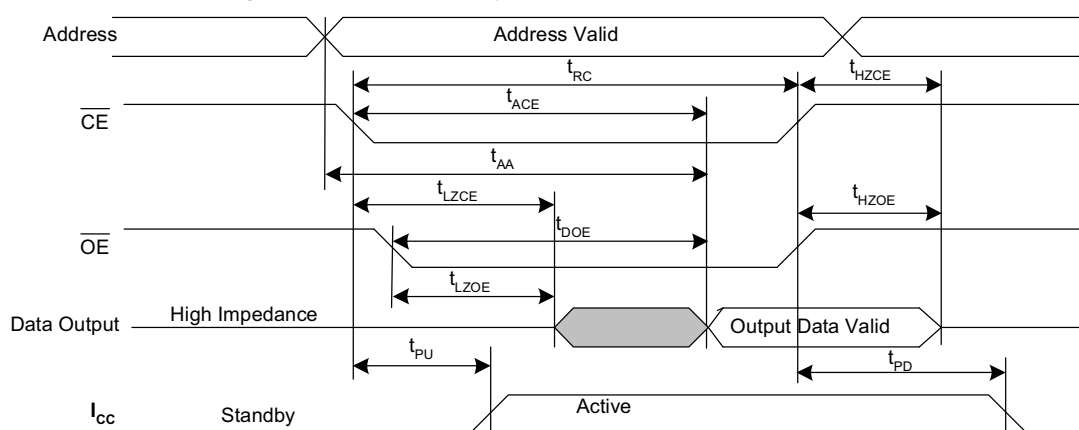 Address
Address Valid
tRC
tHZCE
tACE
CE
tAA
tLZCE
tHZOE
tDOE
OE
tLZOE
Data Output
High Impedance
Output Data Valid
tPU
tPD
ICC
Standby
Active